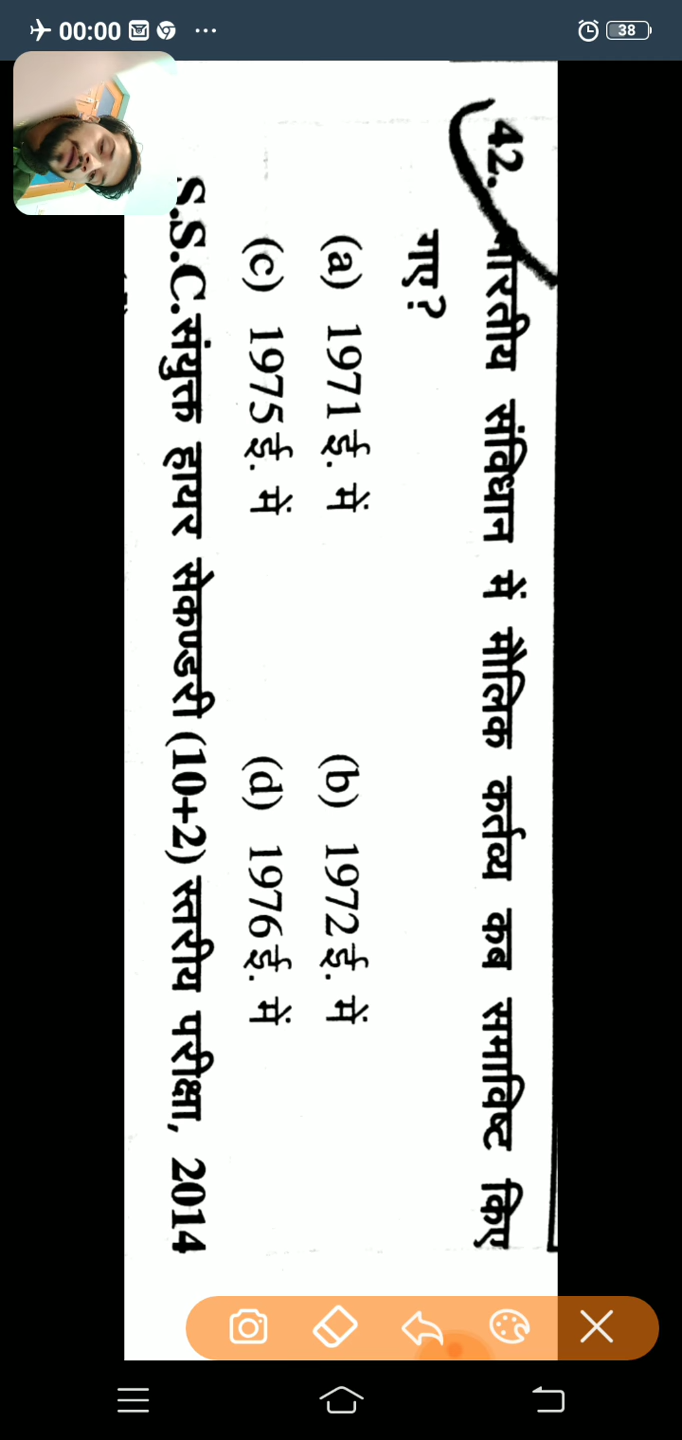 00:00
38
42. भारतीय संविधान में मौलिक कर्तव्य कब समाविष्ट किए
गए?
(a) 1971 ई. में (b) 1972 ई. में
(c) 1975 ई. में (d) 1976 ई. में
S.S.C. संयुक्त हायर सेकण्डरी (10+2) स्तरीय परीक्षा, 2014